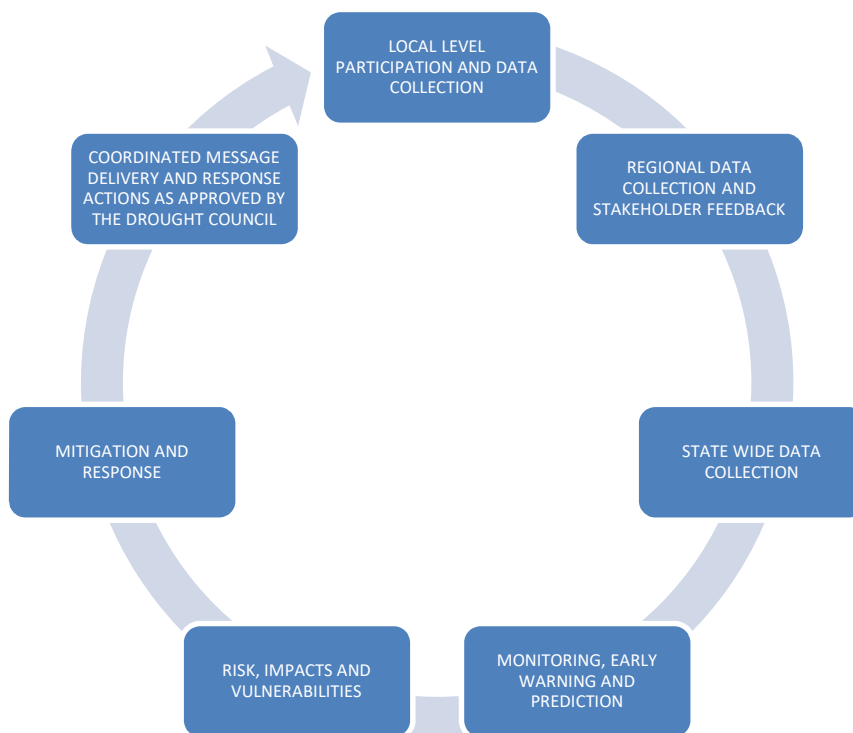 LOCAL LEVEL
PARTICIPATION AND DATA
COLLECTION
REGIONAL DATA
COLLECTION AND
STAKEHOLDER FEEDBACK
STATE WIDE DATA
COLLECTION
MONITORING, EARLY
WARNING AND
PREDICTION
RISK, IMPACTS AND
VULNERABILITIES
MITIGATION AND
RESPONSE
COORDINATED MESSAGE
DELIVERY AND RESPONSE
ACTIONS AS APPROVED BY
THE DROUGHT COUNCIL